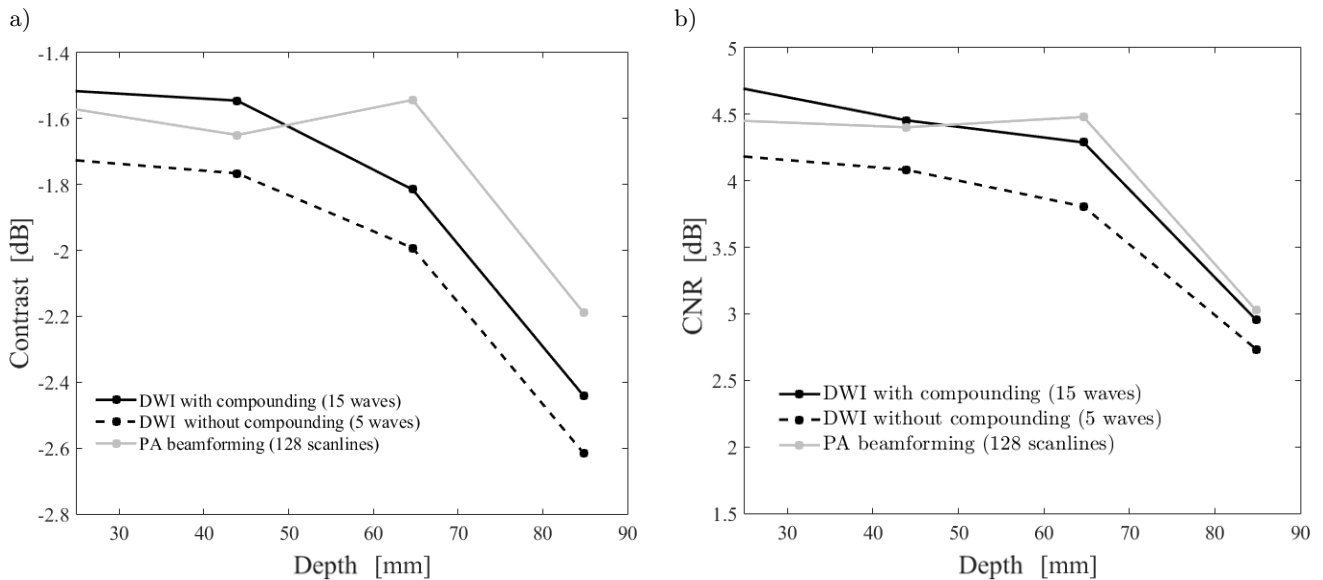 a)
-1.4
-1.6
-1.8
-2
-2.2
-2.4
-2.6
-2.8
Contrast [dB]
DWI with compounding (15 waves)
DWI without compounding (5 waves)
PA beamforming (128 scanlines)
30 40 50 60 70 80 90
Depth [mm]
b)
5
4.5
4
3.5
3
2.5
2
1.5
CNR [dB]
DWI with compounding (15 waves)
DWI without compounding (5 waves)
PA beamforming (128 scanlines)
30 40 50 60 70 80 90
Depth [mm]